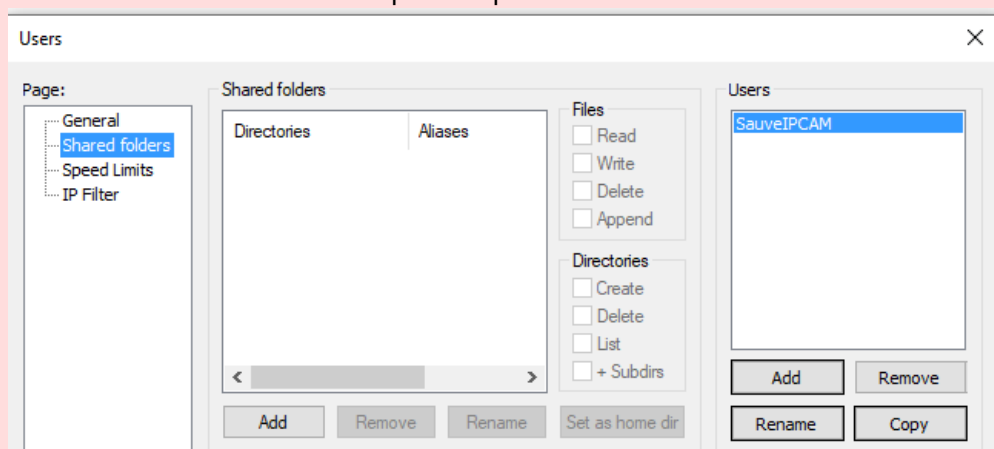 Users
Page:
General
Shared folders
Speed Limits
IP Filter
Shared folders
Directories Aliases
Files
Read
Write
Delete
Append
Directories
Create
Delete
List
+ Subdirs
Add Remove Rename Set as home dir
Users
SauveIPCAM
Add Remove
Rename Copy